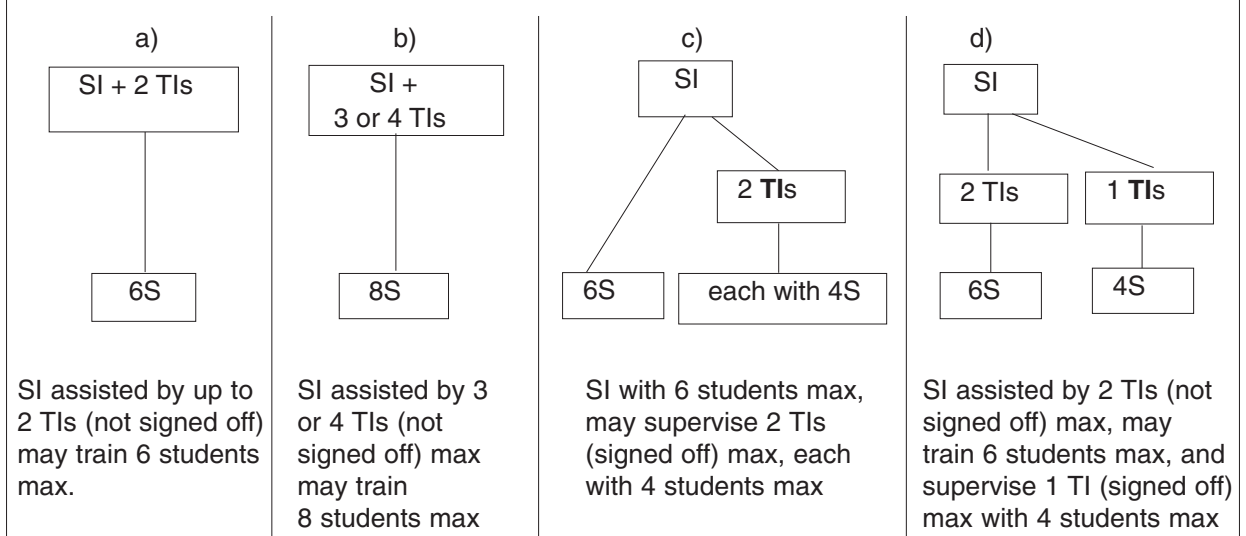 a)
SI + 2 TIs
6S
SI assisted by up to
2 TIs (not signed off)
may train 6 students
max.
b)
SI +
3 or 4 TIs
8S
SI assisted by 3
or 4 TIs (not
signed off) max
may train
8 students max
c)
SI
2 TIs
6S
each with 4S
SI with 6 students max,
may supervise 2 TIs
(signed off) max, each
with 4 students max
d)
SI
2 TIs
1 TIs
6S
4S
SI assisted by 2 TIs (not
signed off) max, may
train 6 students max, and
supervise 1 TI (signed off)
max with 4 students max